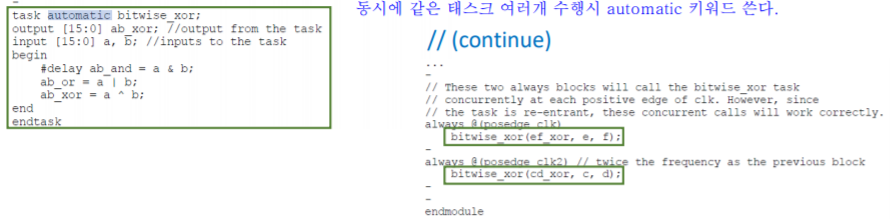 task automatic bitwise_xor;
output [15:0] ab_xor; //output from the task
input [15:0] a, b; //inputs to the task
begin
#delay ab_and = a & b;
ab_or = a | b;
ab_xor = a ^ b;
end
endtask
동시에 같은 태스크 여러개 수행시 automatic 키워드 쓴다.
// (continue)
...
-
// These two always blocks will call the bitwise_xor task
// concurrently at each positive edge of clk. However, since
// the task is re-entrant, these concurrent calls will work correctly.
always @(posedge clk)
bitwise_xor(ef_xor, e, f);
-
always @(posedge clk2) // twice the frequency as the previous block
bitwise_xor(cd_xor, c, d);
-
-
endmodule